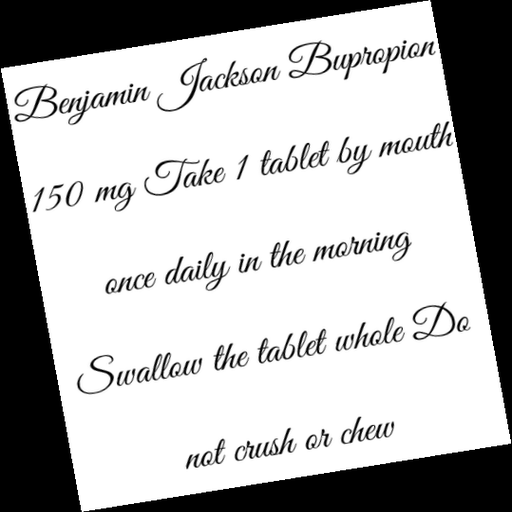 Benjamin Jackson Bupropion
150 mg Take 1 tablet by mouth
once daily in the morning
Swallow the tablet whole Do
not crush or chew